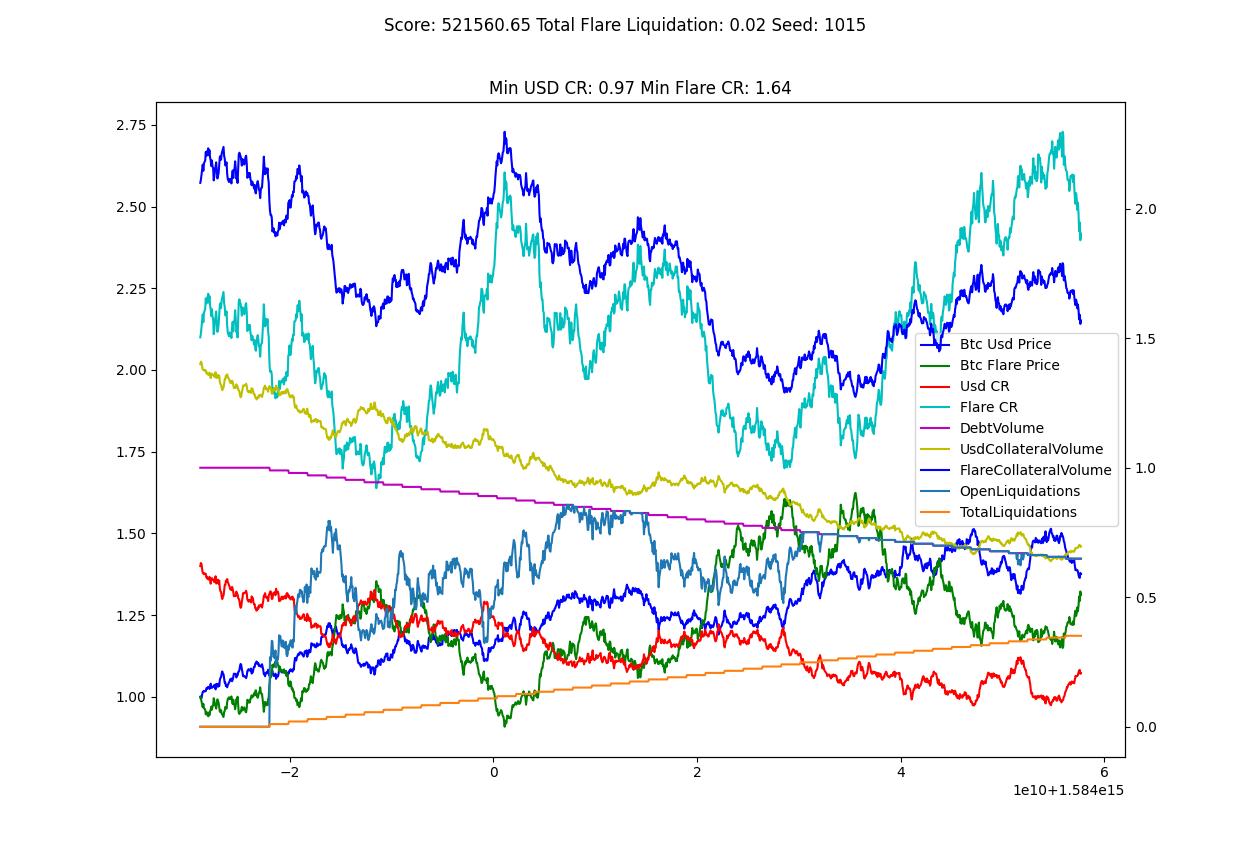 Score: 521560.65 Total Flare Liquidation: 0.02 Seed: 1015
Min USD CR: 0.97 Min Flare CR: 1.64
2.75
2.50
2.25
2.00
1.75
1.50
1.25
1.00
2.0
1.5
1.0
0.5
0.0
Btc Usd Price
Btc Flare Price
Usd CR
Flare CR
DebtVolume
UsdCollateralVolume
FlareCollateralVolume
OpenLiquidations
TotalLiquidations
−2 0 2 4 6
1e10+1.584e15